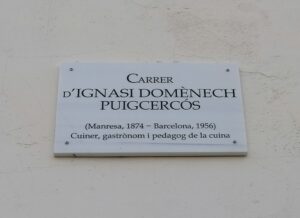 CARRER
D'IGNASI DOMÈNECH
PUIGCERCÓS
(Manresa, 1874 – Barcelona, 1956)
Cuiner, gastrònom i pedagog de la cuina